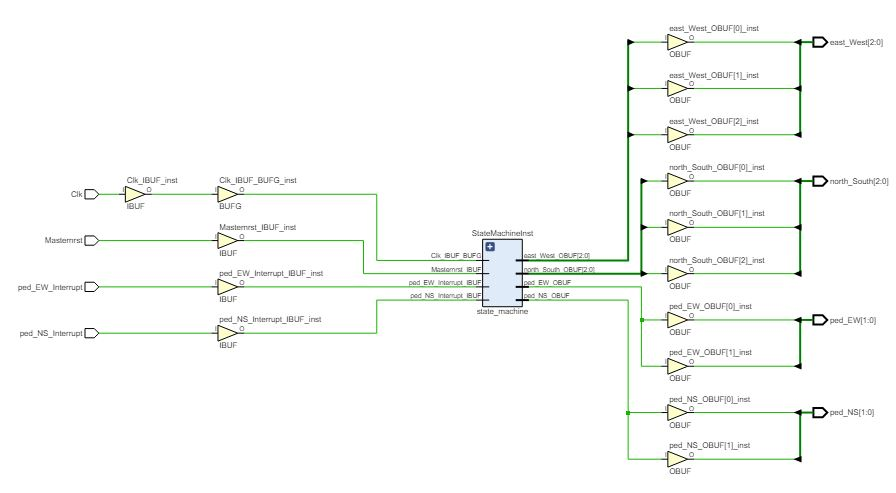 east_West_OBUF[0]_inst
I O
OBUF
east_West[2:0]
east_West_OBUF[1]_inst
I O
OBUF
east_West_OBUF[2]_inst
I O
OBUF
north_South_OBUF[0]_inst
I O
OBUF
north_South[2:0]
Clk
Clk_IBUF_inst
I O
IBUF
Clk_IBUF_BUFG_inst
I O
BUFG
north_South_OBUF[1]_inst
I O
OBUF
Masterrst
Masterrst_IBUF_inst
I O
IBUF
StateMachineInst
+
Clk_IBUF_BUFG
Masterrst_IBUF
ped_EW_Interrupt_IBUF
ped_NS_Interrupt_IBUF
east_West_OBUF[2:0]
north_South_OBUF[2:0]
ped_EW_OBUF
ped_NS_OBUF
state_machine
north_South_OBUF[2]_inst
I O
OBUF
ped_EW_Interrupt
ped_EW_Interrupt_IBUF_inst
I O
IBUF
ped_EW_OBUF[0]_inst
I O
OBUF
ped_EW[1:0]
ped_NS_Interrupt
ped_NS_Interrupt_IBUF_inst
I O
IBUF
ped_EW_OBUF[1]_inst
I O
OBUF
ped_NS_OBUF[0]_inst
I O
OBUF
ped_NS[1:0]
ped_NS_OBUF[1]_inst
I O
OBUF